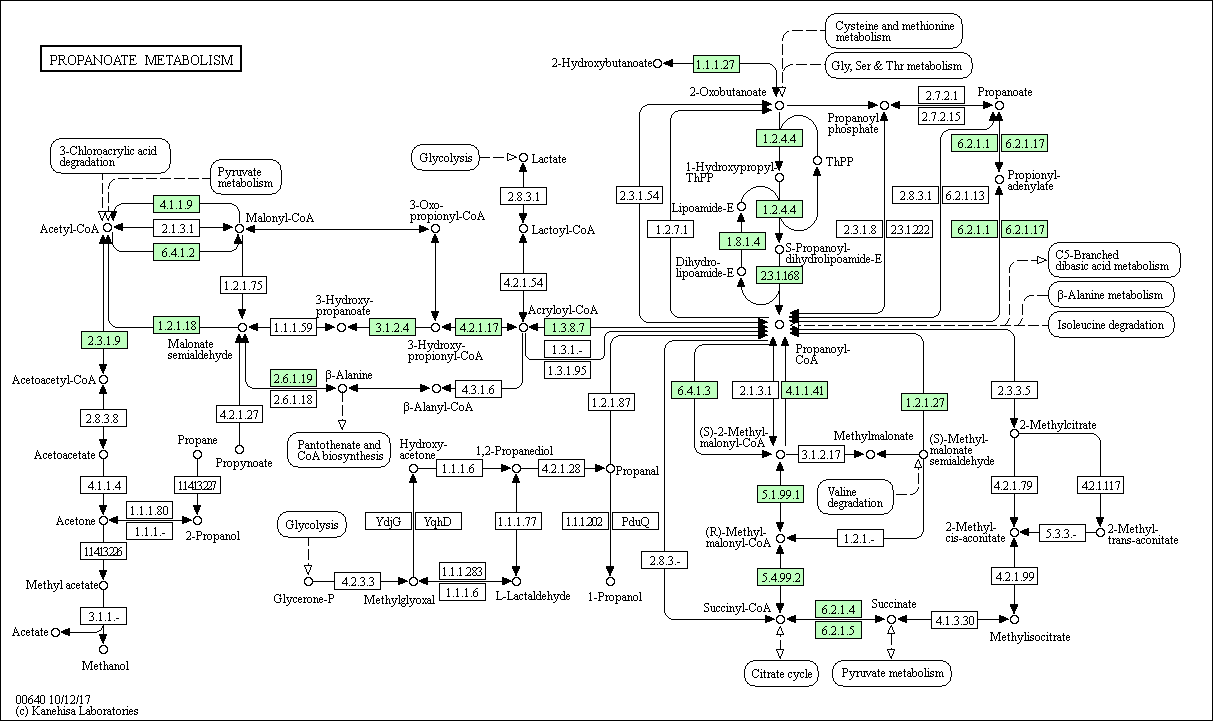 PROPANOATE METABOLISM
Cysteine and methionine
metabolism
2-Hydroxybutanoate
1.1.1.27
Gly, Ser & Thr metabolism
2-Oxobutanoate
2.7.2.1
Propanoate
Propanoyl
phosphate
2.7.2.15
3-Chloroacrylic acid
degradation
Pyruvate
metabolism
Glycolysis
Lactate
1.2.4.4
ThPP
6.2.1.1
6.2.1.17
1-Hydroxypropyl-
ThPP
Propionyl-
adenylate
2.8.3.1
2.3.1.54
2.8.3.1
6.2.1.13
4.1.1.9
Malonyl-CoA
3-Oxo-
propionyl-CoA
Lipoamide-E
1.2.4.4
Acetyl-CoA
2.1.3.1
Lactoyl-CoA
1.2.7.1
2.3.1.8
2.3.1.222
6.2.1.1
6.2.1.17
6.4.1.2
1.8.1.4
S-Propanoyl-
dihydrolipoamide-E
Dihydro-
lipoamide-E
2.3.1.168
C5-Branched
dibasic acid metabolism
1.2.1.75
4.2.1.54
β-Alanine metabolism
3-Hydroxy-
propanoate
Acryloyl-CoA
1.2.1.18
1.1.1.59
3.1.2.4
4.2.1.17
1.3.8.7
Isoleucine degradation
Malonate
semialdehyde
3-Hydroxy-
propionyl-CoA
2.3.1.9
1.3.1.-
1.3.1.95
Propanoyl-
CoA
Acetoacetyl-CoA
2.6.1.19
2.6.1.18
β-Alanine
4.3.1.6
β-Alanyl-CoA
6.4.1.3
2.1.3.1
4.1.1.41
1.2.1.27
2.3.3.5
2.8.3.8
4.2.1.27
1.2.1.87
Acetoacetate
Propane
Propynoate
Pantothenate and
CoA biosynthesis
Hydroxy-
acetone
1,2-Propanediol
(S)-2-Methyl-
malonyl-CoA
Methylmalonate
(S)-Methyl-
malonate
semialdehyde
2-Methylcitrate
1.1.1.6
4.2.1.28
Propanal
3.1.2.17
4.1.1.4
1.14.13.227
Valine
degradation
5.1.99.1
4.2.1.79
4.2.1.117
Acetone
1.1.1.80
1.1.1.-
2-Propanol
Glycolysis
YdjG
YqhD
1.1.1.77
1.1.1.202
PduQ
(R)-Methyl-
malonyl-CoA
1.2.1.-
2-Methyl-
cis-aconitate
5.3.3.-
2-Methyl-
trans-aconitate
1.14.13.226
2.8.3.-
Methyl acetate
Glycerone-P
4.2.3.3
Methylglyoxal
1.1.1.283
1.1.1.6
L-Lactaldehyde
1-Propanol
5.4.99.2
4.2.1.99
3.1.1.-
Acetate
Methanol
Succinyl-CoA
6.2.1.4
6.2.1.5
Succinate
4.1.3.30
Methylisocitrate
Citrate cycle
Pyruvate metabolism
00640 10/12/17
(c) Kanehisa Laboratories